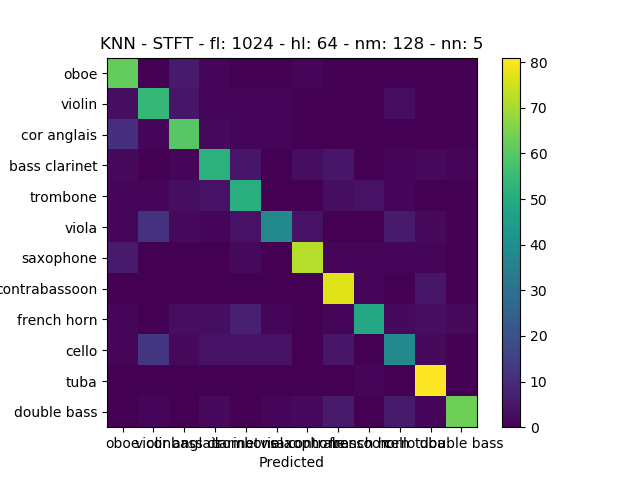 KNN - STFT - fl: 1024 - hl: 64 - nm: 128 - nn: 5
oboe
violin
cor anglais
bass clarinet
trombone
viola
saxophone
contrabassoon
french horn
cello
tuba
double bass
80
70
60
50
40
30
20
10
0
oboe violin tuba double bass
Predicted